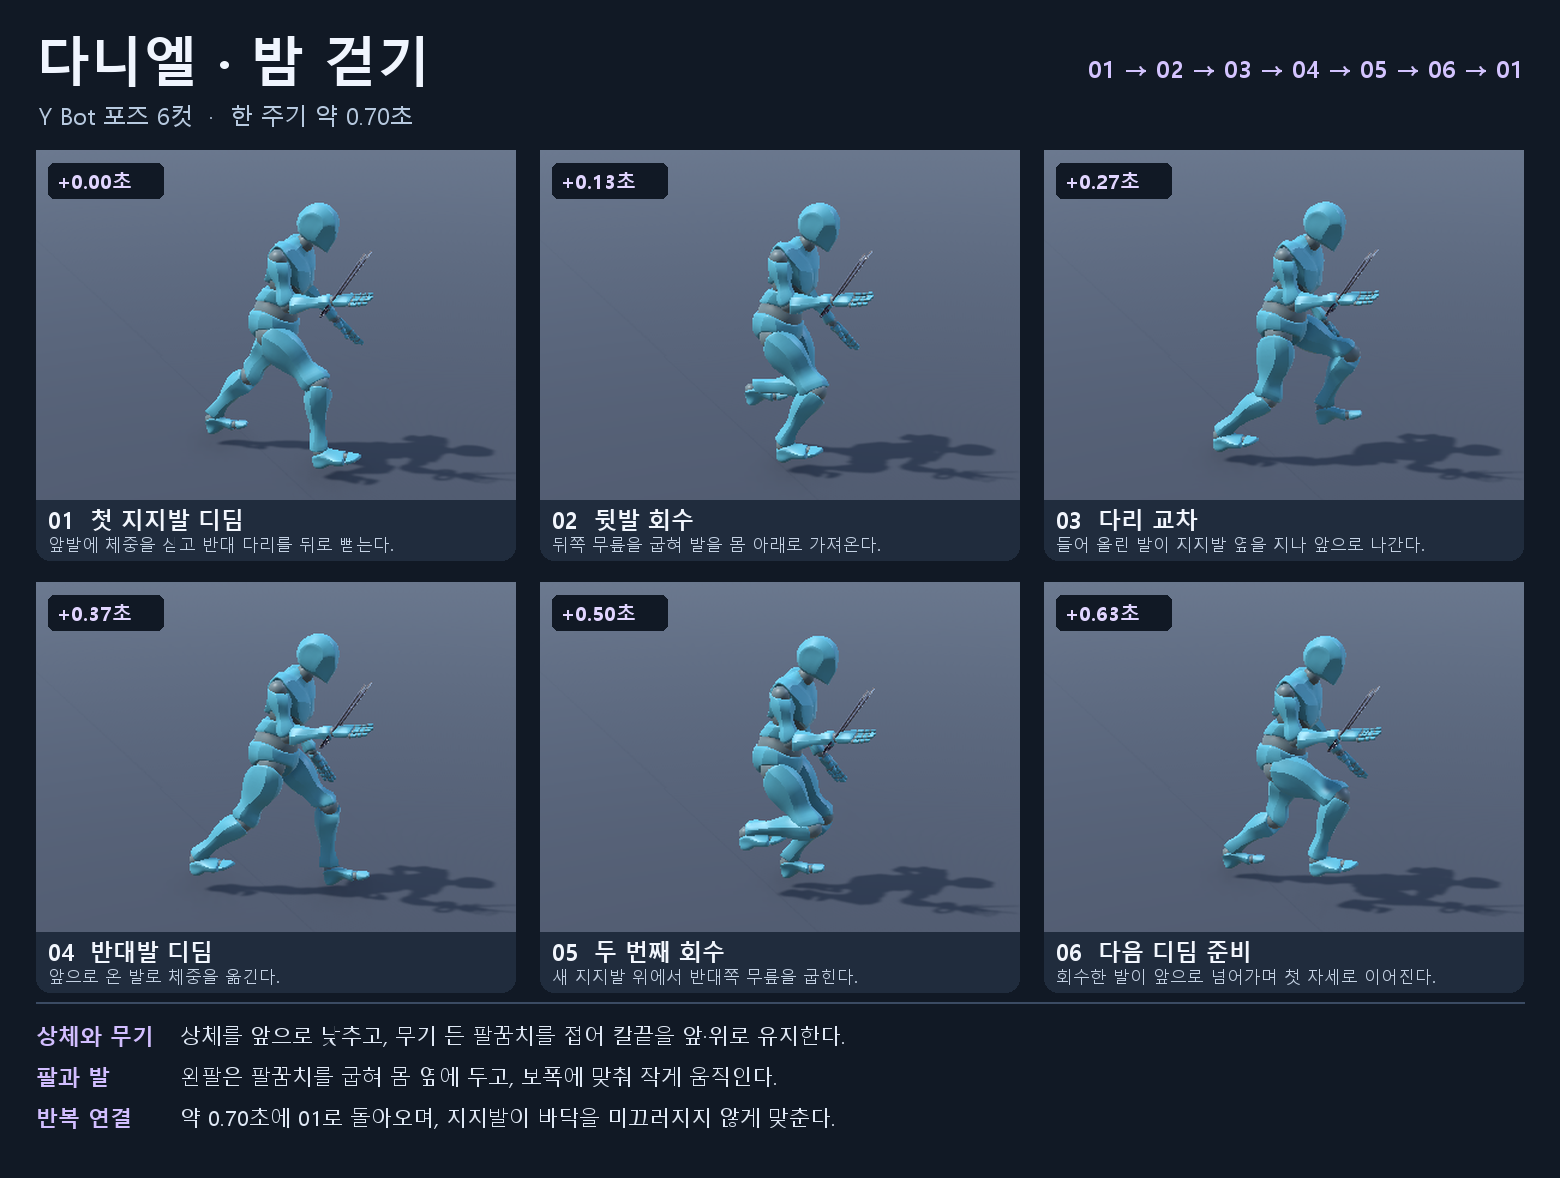 다니엘 · 밤 걷기
01 → 02 → 03 → 04 → 05 → 06 → 01
Y Bot 포즈 6컷 · 한 주기 약 0.70초
+0.00초
+0.13초
+0.27초
01 첫 지지발 디딤
앞발에 체중을 싣고 반대 다리를 뒤로 뻗는다.
02 뒷발 회수
뒤쪽 무릎을 굽혀 발을 몸 아래로 가져온다.
03 다리 교차
들어 올린 발이 지지발 옆을 지나 앞으로 나간다.
+0.37초
+0.50초
+0.63초
04 반대발 디딤
앞으로 온 발로 체중을 옮긴다.
05 두 번째 회수
새 지지발 위에서 반대쪽 무릎을 굽힌다.
06 다음 디딤 준비
회수한 발이 앞으로 넘어가며 첫 자세로 이어진다.
상체와 무기 상체를 앞으로 낮추고, 무기 든 팔꿈치를 접어 칼끝을 앞·위로 유지한다.
팔과 발 왼팔은 팔꿈치를 굽혀 몸 옆에 두고, 보폭에 맞춰 작게 움직인다.
반복 연결 약 0.70초에 01로 돌아오며, 지지발이 바닥을 미끄러지지 않게 맞춘다.